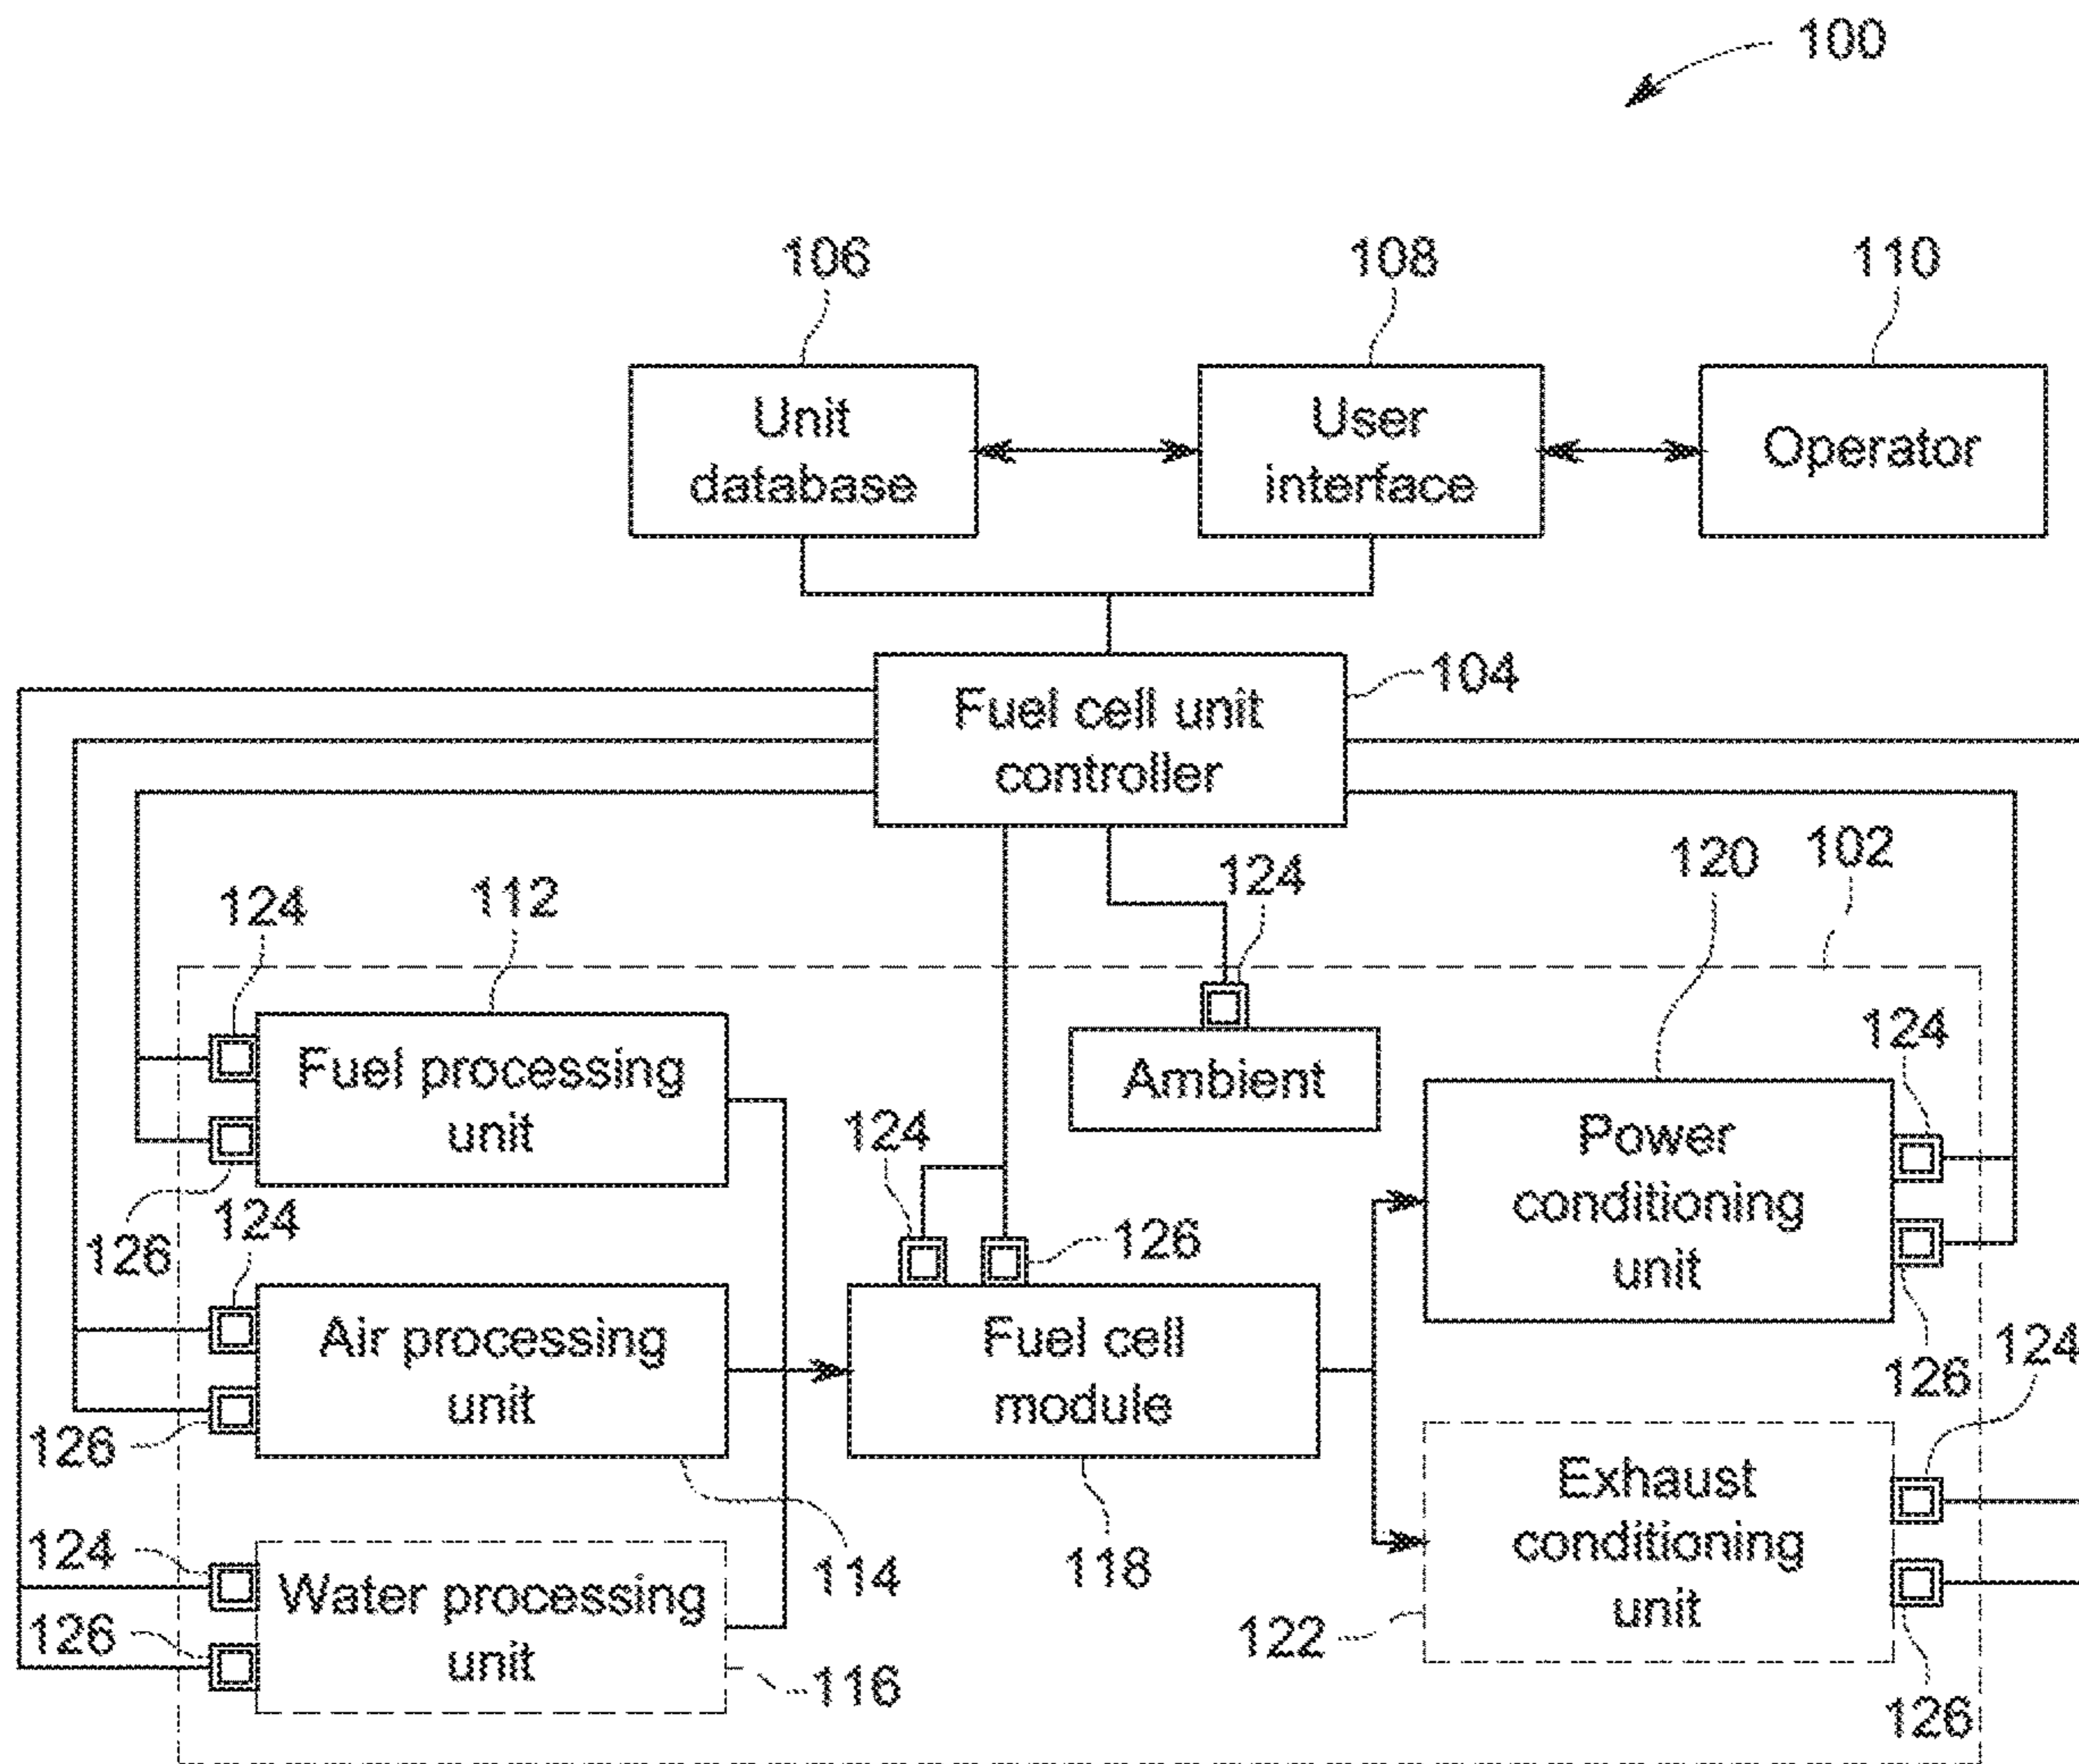 100
106
108
110
Unit
database
User
interface
Operator
Fuel cell unit
controller
104
124
112
124
120
102
Fuel processing
unit
Ambient
124
124
Power
conditioning
unit
124
126
124
126
Air processing
unit
Fuel cell
module
126
124
126
Exhaust
conditioning
unit
124
114
118
Water processing
unit
126
122
116
126